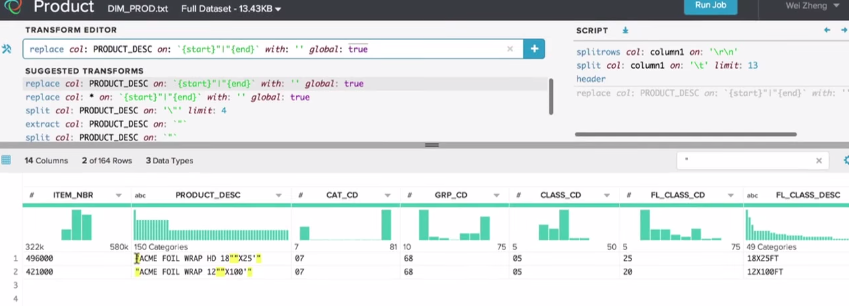 Product DIM_PROD.txt Full Dataset - 13.43KB Run Job Wei Zheng
TRANSFORM EDITOR
replace col: PRODUCT_DESC on: `{start}"|"{end}` with: '' global: true
SUGGESTED TRANSFORMS
replace col: PRODUCT_DESC on: `{start}"|"{end}` with: '' global: true
replace col: * on: `{start}"|"{end}` with: '' global: true
split col: PRODUCT_DESC on: '\"' limit: 4
extract col: PRODUCT_DESC on: `"`
split col: PRODUCT_DESC on: `"`
SCRIPT
splitrows col: column1 on: '\r\n'
split col: column1 on: '\t' limit: 13
header
replace col: PRODUCT_DESC on: `{start}"|"{end}` with: ''
14 Columns 2 of 164 Rows 3 Data Types "
# ITEM_NBR abc PRODUCT_DESC # CAT_CD # GRP_CD # CLASS_CD # FL_CLASS_CD abc FL_CLASS_DESC
322k 580k 150 Categories 7 81 10 75 5 50 5 75 49 Categories
1 496000 "ACME FOIL WRAP HD 18""X25'" 07 68 05 25 18X25FT
2 421000 "ACME FOIL WRAP 12""X100'" 07 68 05 20 12X100FT
3
4